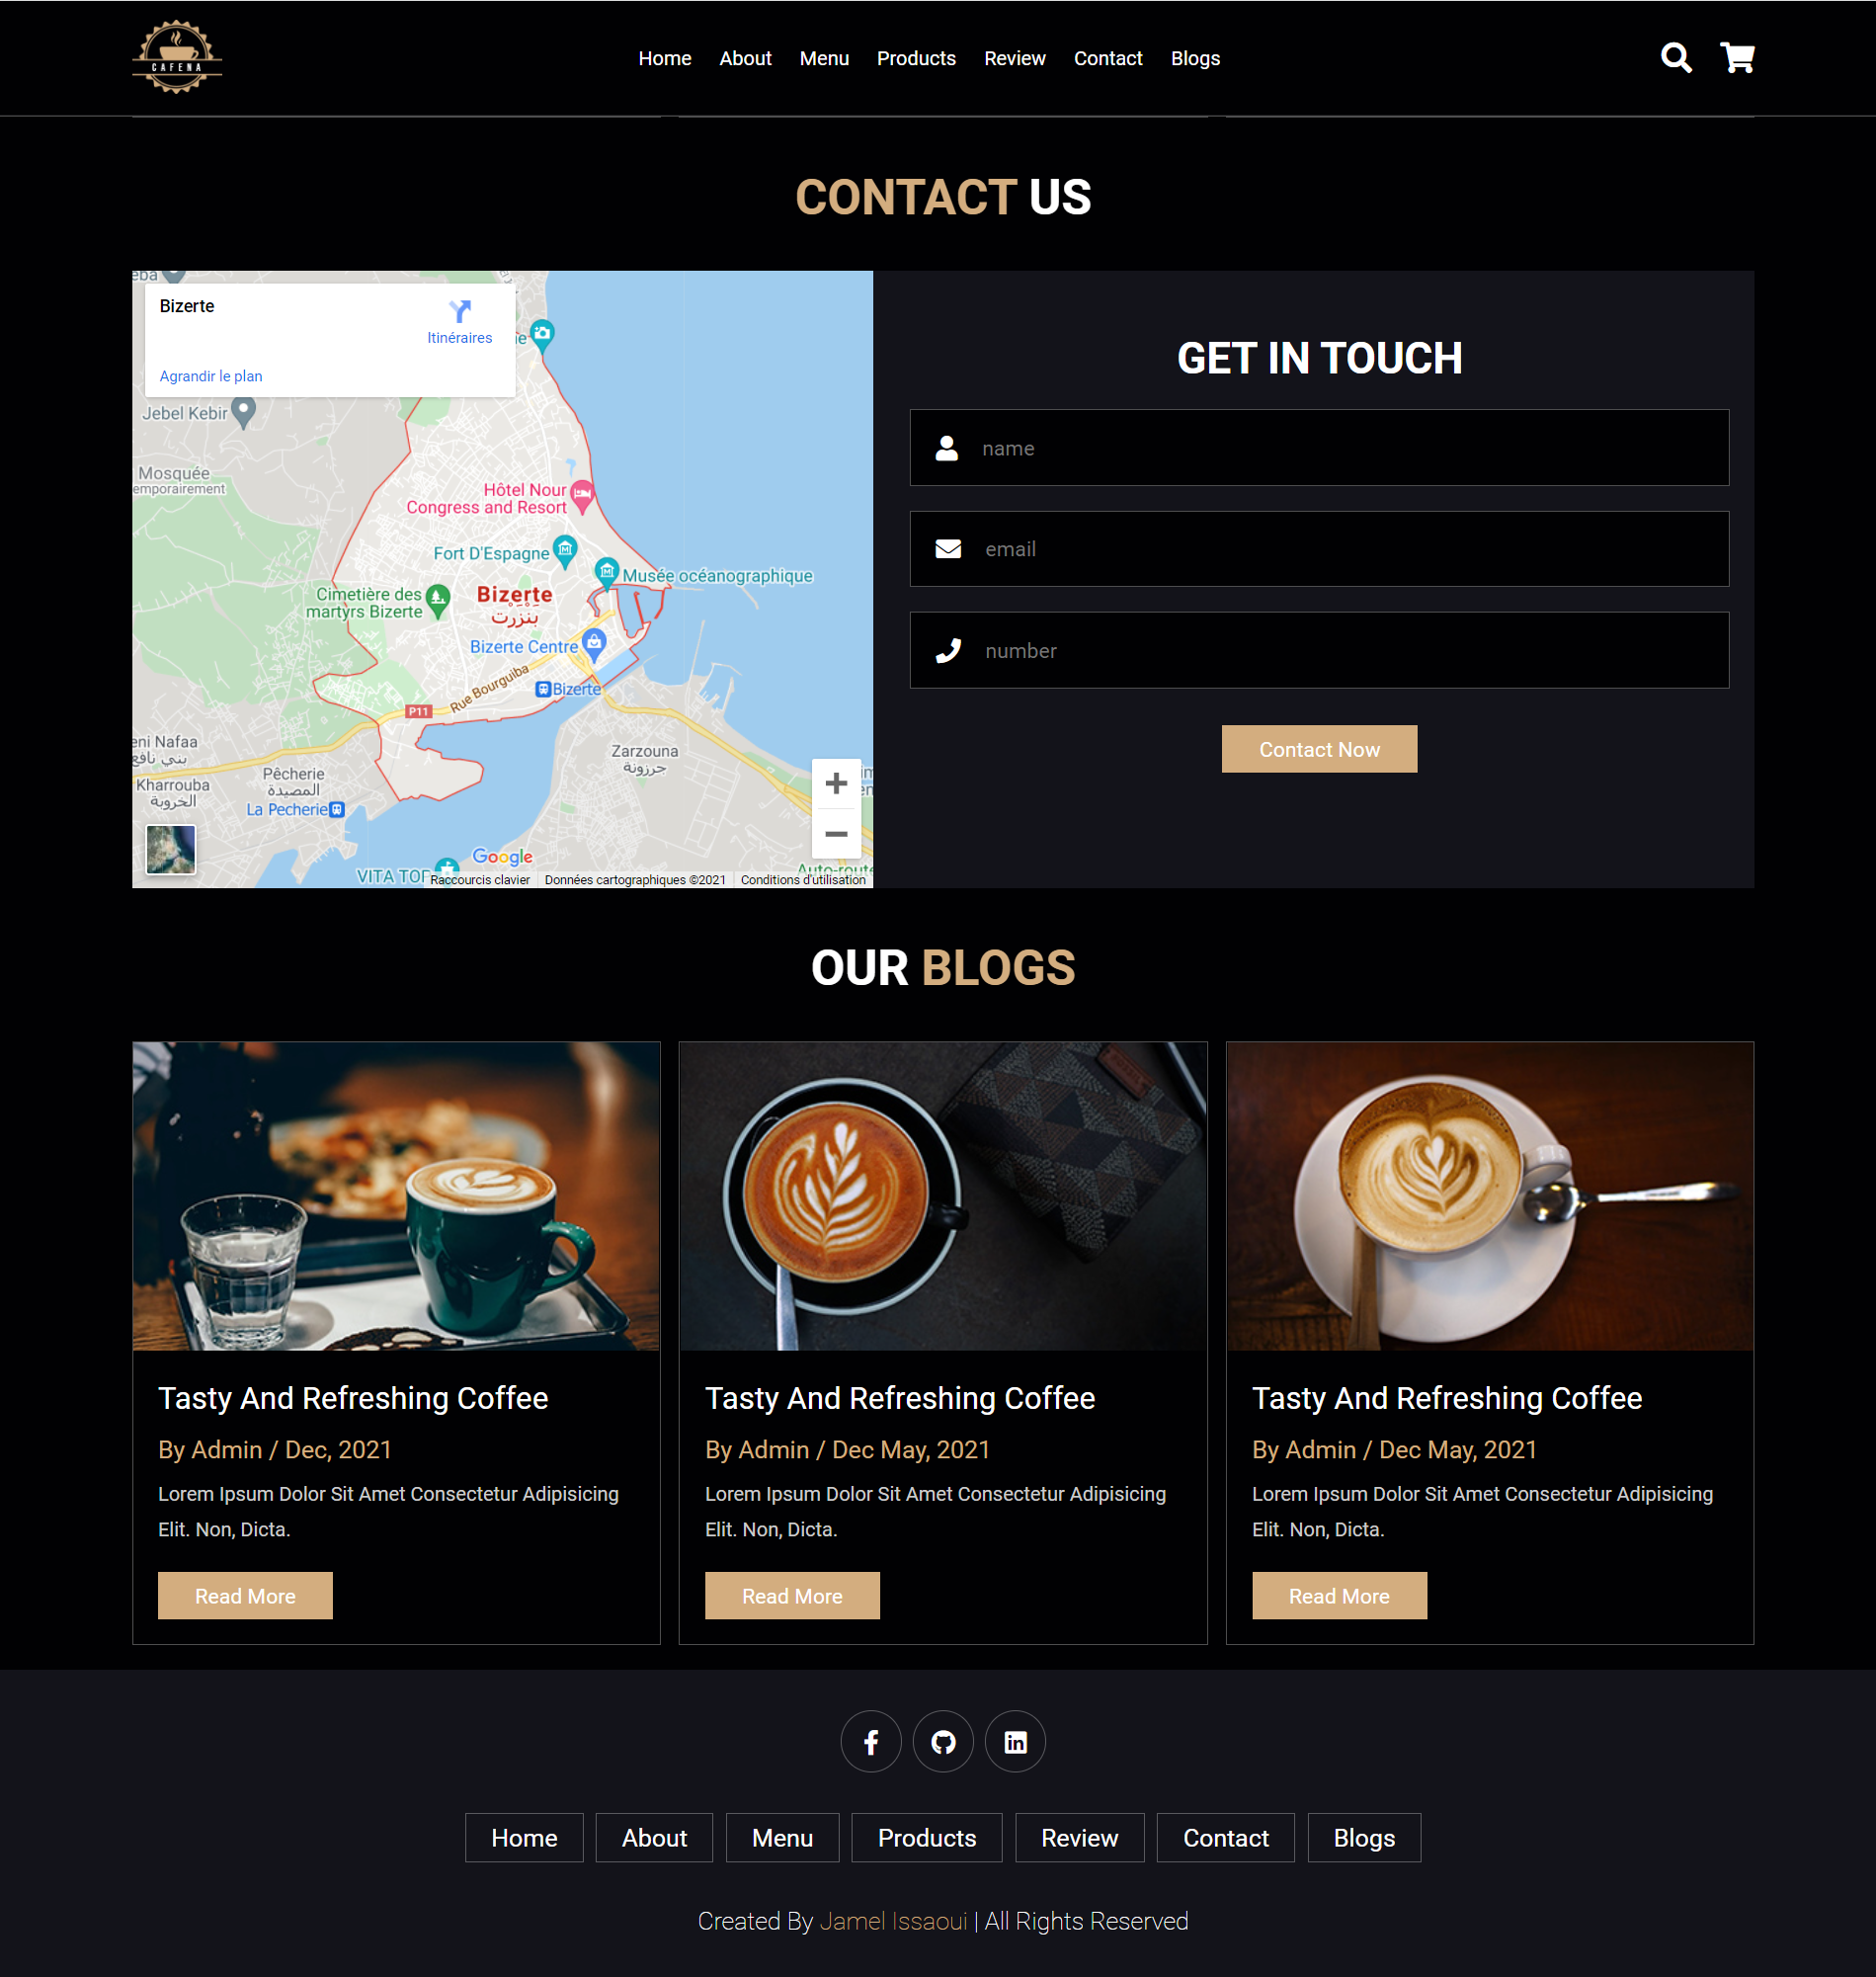 CAFENA
Home About Menu Products Review Contact Blogs
CONTACT US
Bizerte
Itinéraires
Agrandir le plan
Jebel Kebir
Mosquée
emporairement
Hôtel Nour
Congress and Resort
Fort D'Espagne
Musée océanographique
Cimetière des
martyrs Bizerte
Bizerte
بنزرت
Bizerte Centre
Rue Bourguiba
Bizerte
P11
eni Nafaa
بني نافع
Zarzouna
جرزونة
Pêcherie
المصيدة
Kharrouba
الخروبة
La Pecherie
Google
VITA TOP
Auto-route
Raccourcis clavier
Données cartographiques ©2021
Conditions d'utilisation
GET IN TOUCH
name
email
number
Contact Now
OUR BLOGS
Tasty And Refreshing Coffee
By Admin / Dec, 2021
Lorem Ipsum Dolor Sit Amet Consectetur Adipisicing
Elit. Non, Dicta.
Read More
Tasty And Refreshing Coffee
By Admin / Dec May, 2021
Lorem Ipsum Dolor Sit Amet Consectetur Adipisicing
Elit. Non, Dicta.
Read More
Tasty And Refreshing Coffee
By Admin / Dec May, 2021
Lorem Ipsum Dolor Sit Amet Consectetur Adipisicing
Elit. Non, Dicta.
Read More
Home About Menu Products Review Contact Blogs
Created By Jamel Issaoui | All Rights Reserved